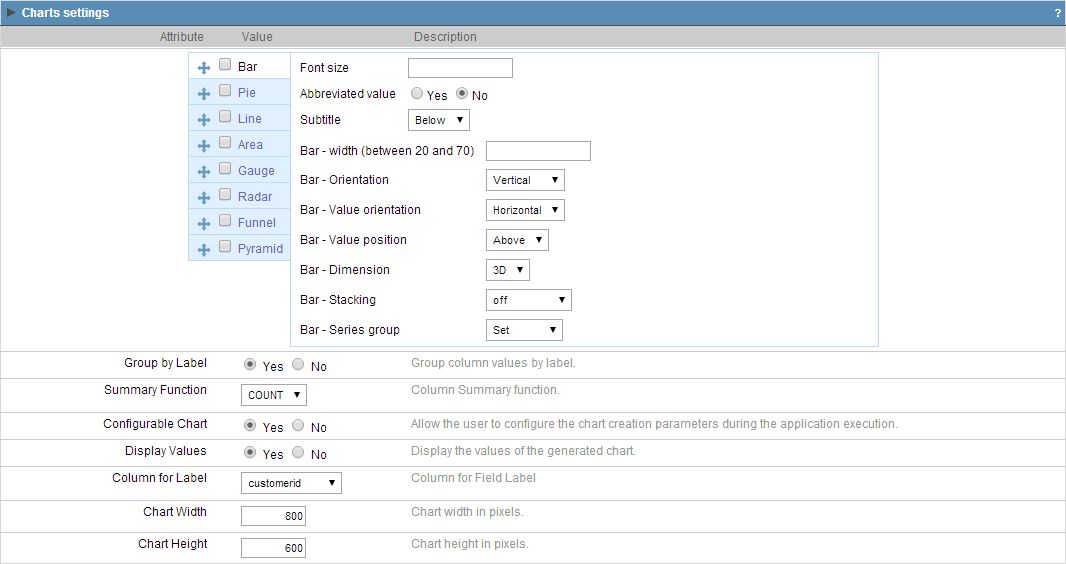 Charts settings ?
Attribute Value Description
Bar
Pie
Line
Area
Gauge
Radar
Funnel
Pyramid
Font size
Abbreviated value Yes No
Subtitle Below
Bar - width (between 20 and 70)
Bar - Orientation Vertical
Bar - Value orientation Horizontal
Bar - Value position Above
Bar - Dimension 3D
Bar - Stacking off
Bar - Series group Set
Group by Label Yes No Group column values by label.
Summary Function COUNT Column Summary function.
Configurable Chart Yes No Allow the user to configure the chart creation parameters during the application execution.
Display Values Yes No Display the values of the generated chart.
Column for Label customerid Column for Field Label
Chart Width 800 Chart width in pixels.
Chart Height 600 Chart height in pixels.